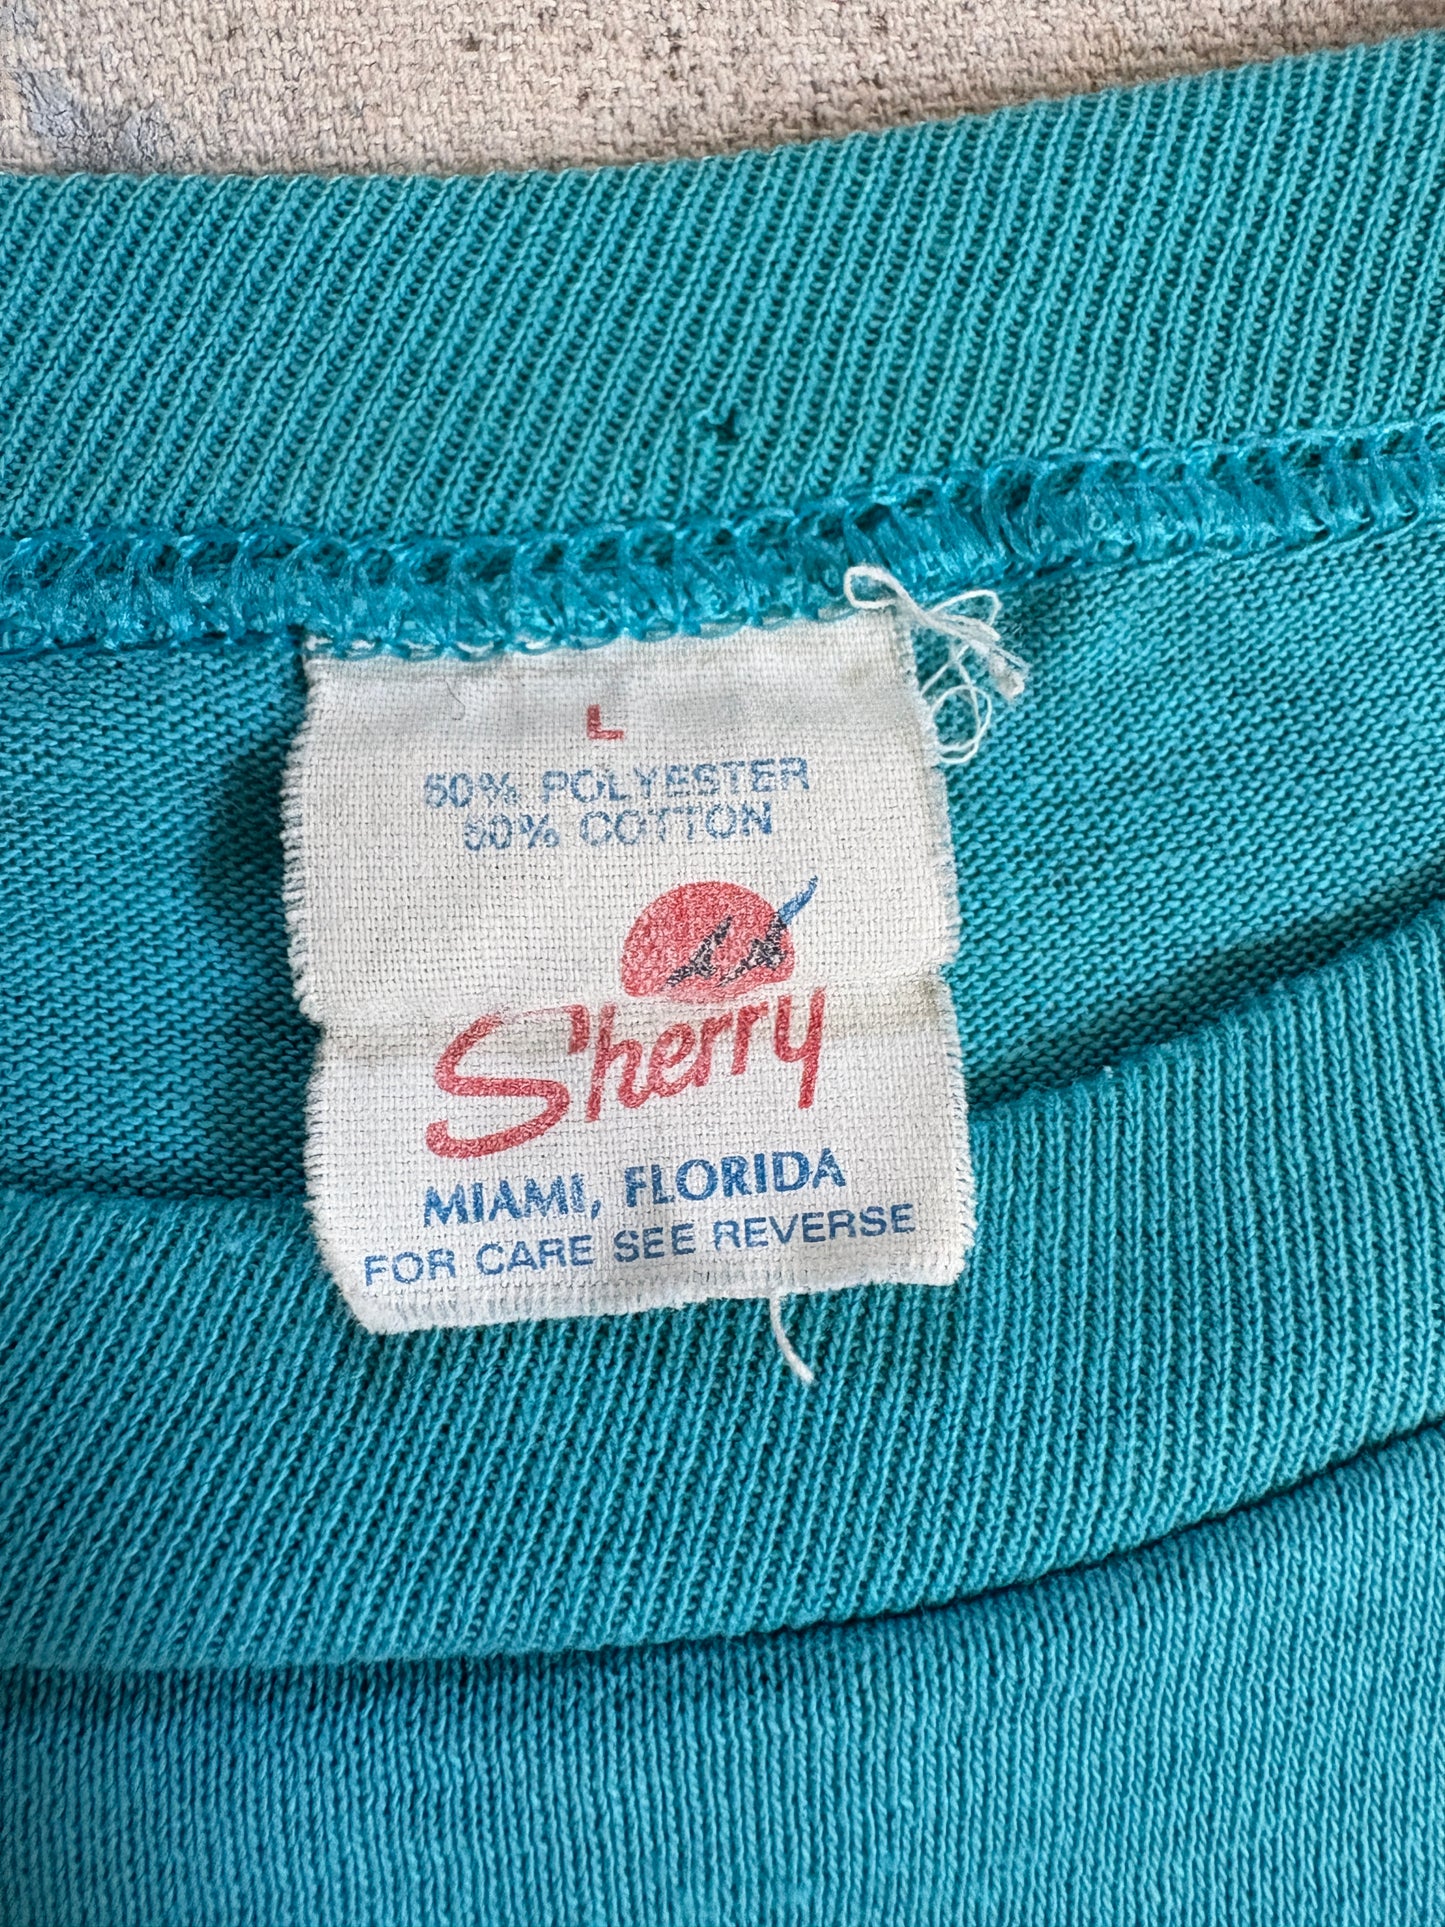 L
50% POLYESTER
50% COTTON
Sherry
MIAMI, FLORIDA
FOR CARE SEE REVERSE